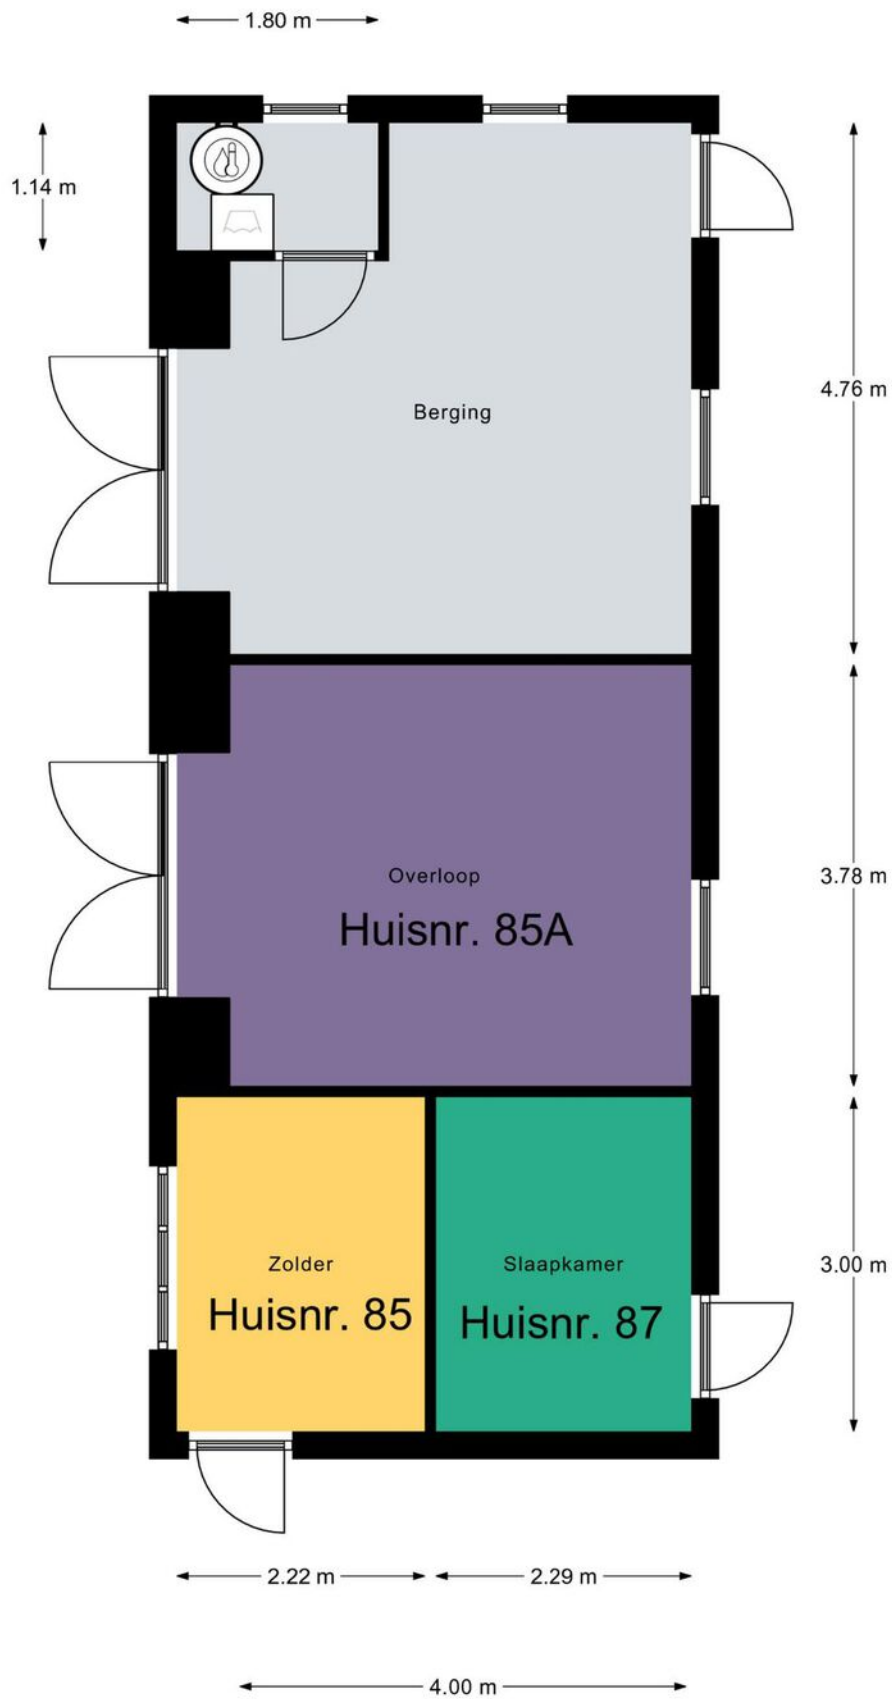 1.80 m
1.14 m
4.76 m
Berging
Overloop
3.78 m
Huisnr. 85A
Zolder
Slaapkamer
3.00 m
Huisnr. 85
Huisnr. 87
2.22 m
2.29 m
4.00 m